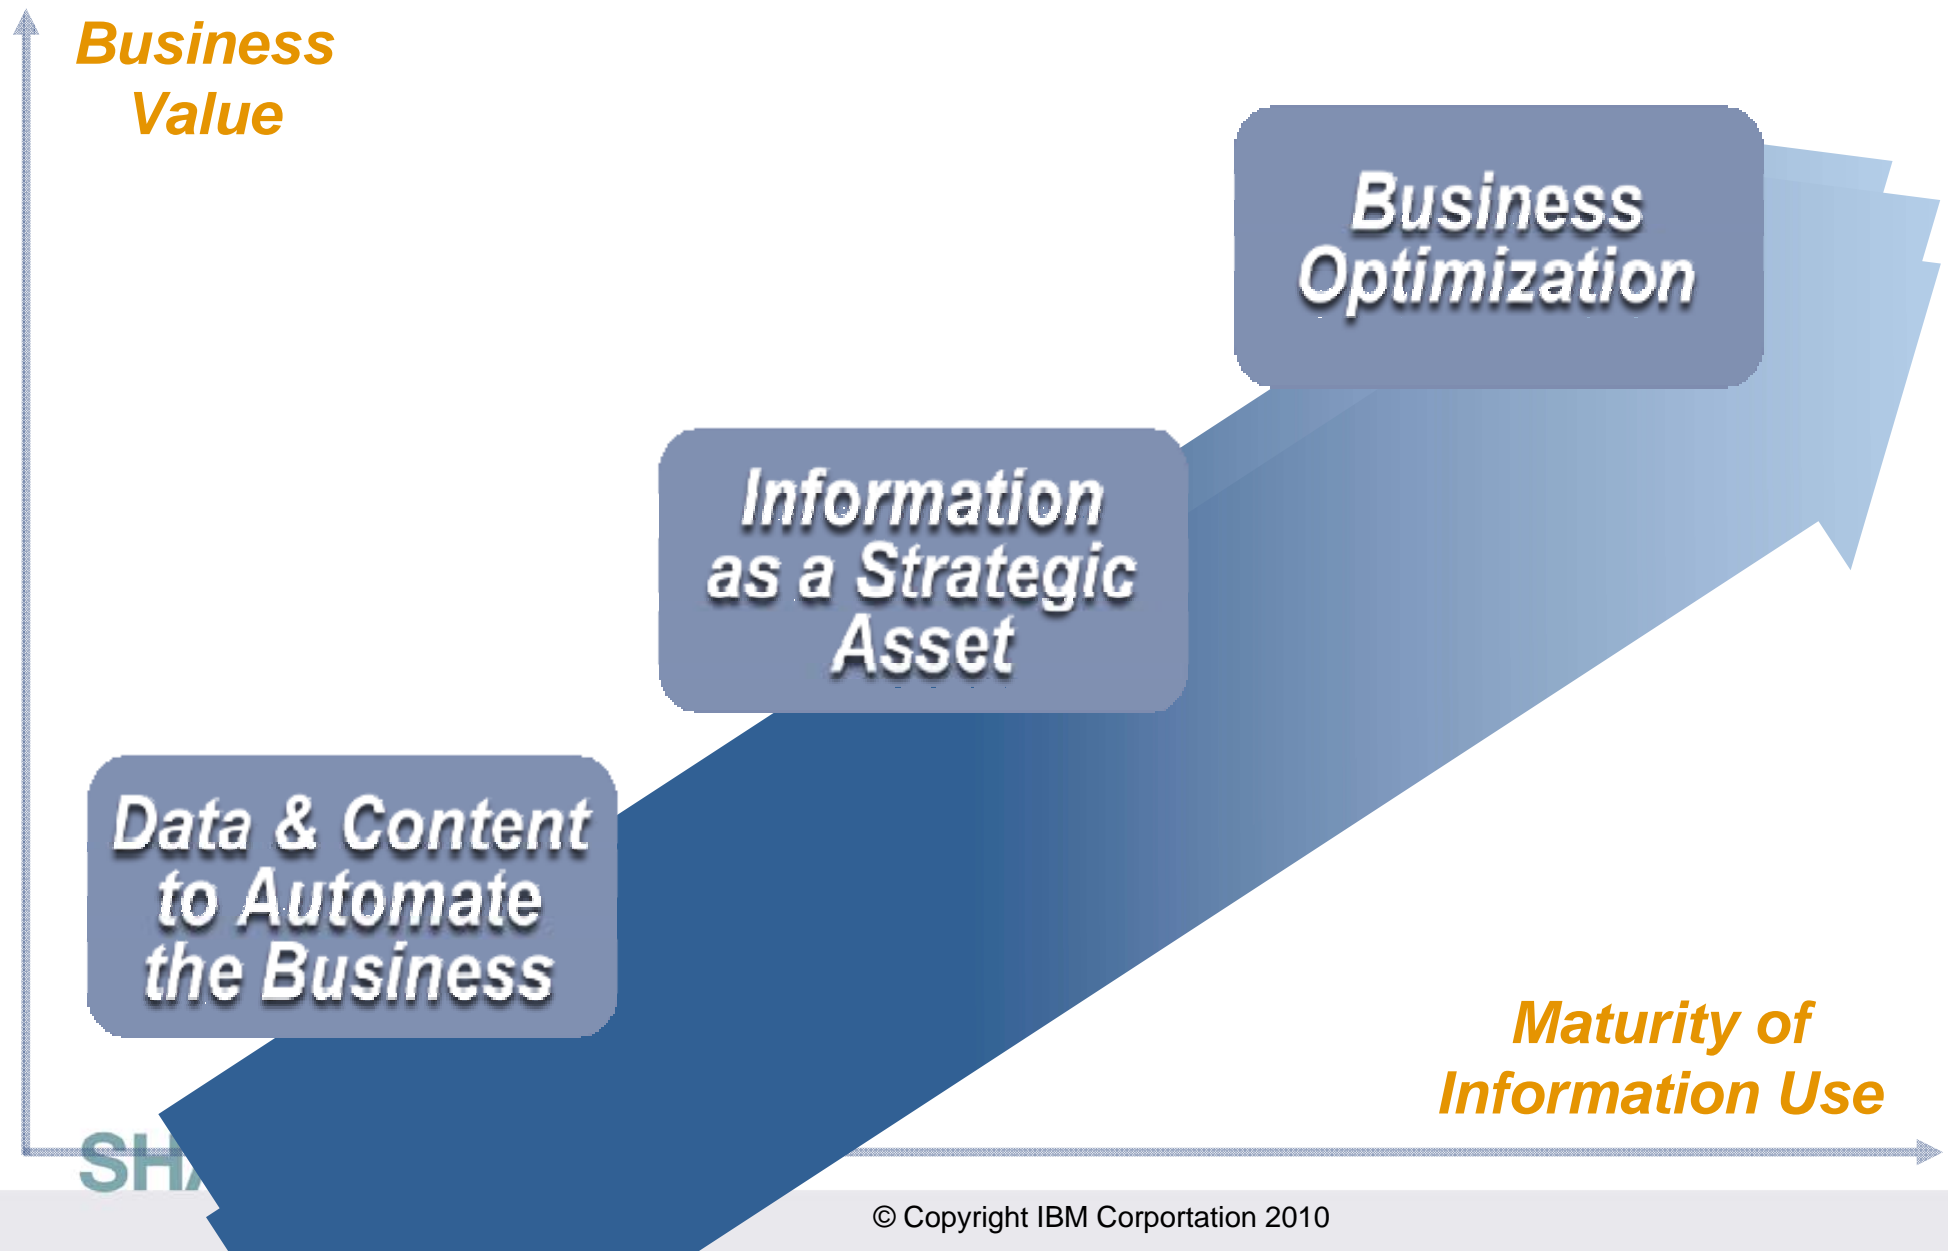 Business
Value
Business
Optimization
Information
as a Strategic
Asset
Data & Content
to Automate
the Business
Maturity of
Information Use
© Copyright IBM Corportation 2010